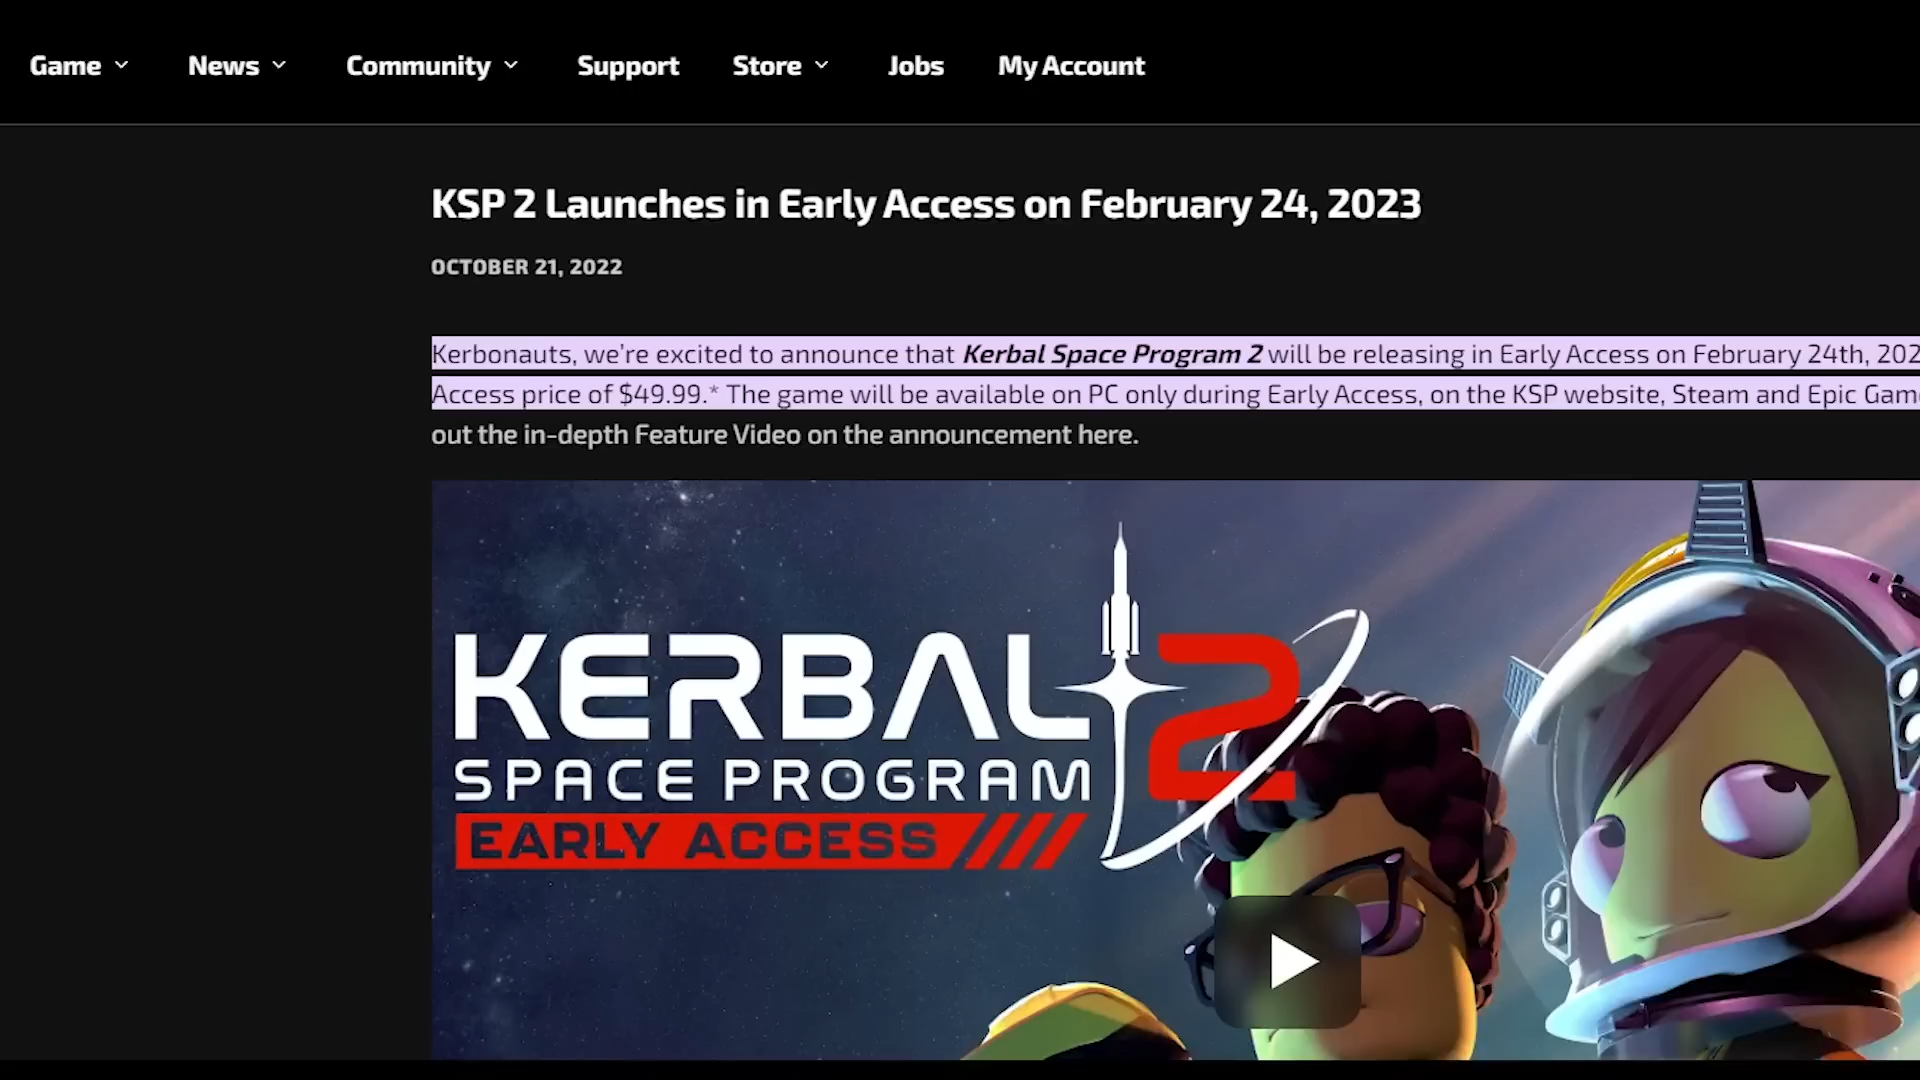 Game News Community Support Store Jobs My Account
KSP 2 Launches in Early Access on February 24, 2023
OCTOBER 21, 2022
Kerbonauts, we're excited to announce that Kerbal Space Program 2 will be releasing in Early Access on February 24th, 202
Access price of $49.99.* The game will be available on PC only during Early Access, on the KSP website, Steam and Epic Gam
out the in-depth Feature Video on the announcement here.
KERBAL 2
SPACE PROGRAM
EARLY ACCESS